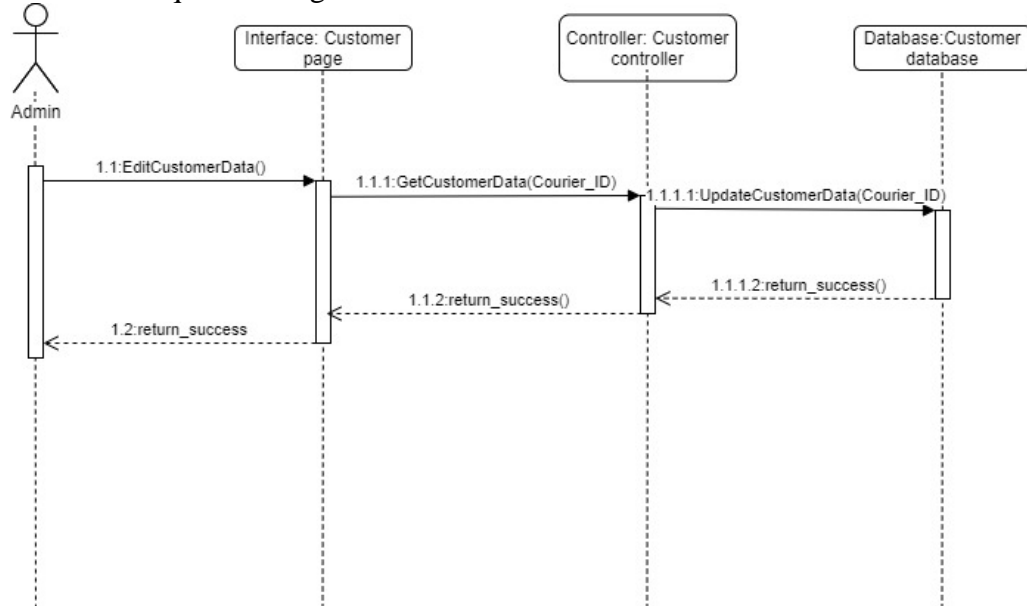 Interface: Customer
page
Controller: Customer
controller
Database:Customer
database
Admin
1.1:EditCustomerData()
1.1.1:GetCustomerData(Courier_ID)
1.1.1.1:UpdateCustomerData(Courier_ID)
1.1.1.2:return_success()
1.1.2:return_success()
1.2:return_success